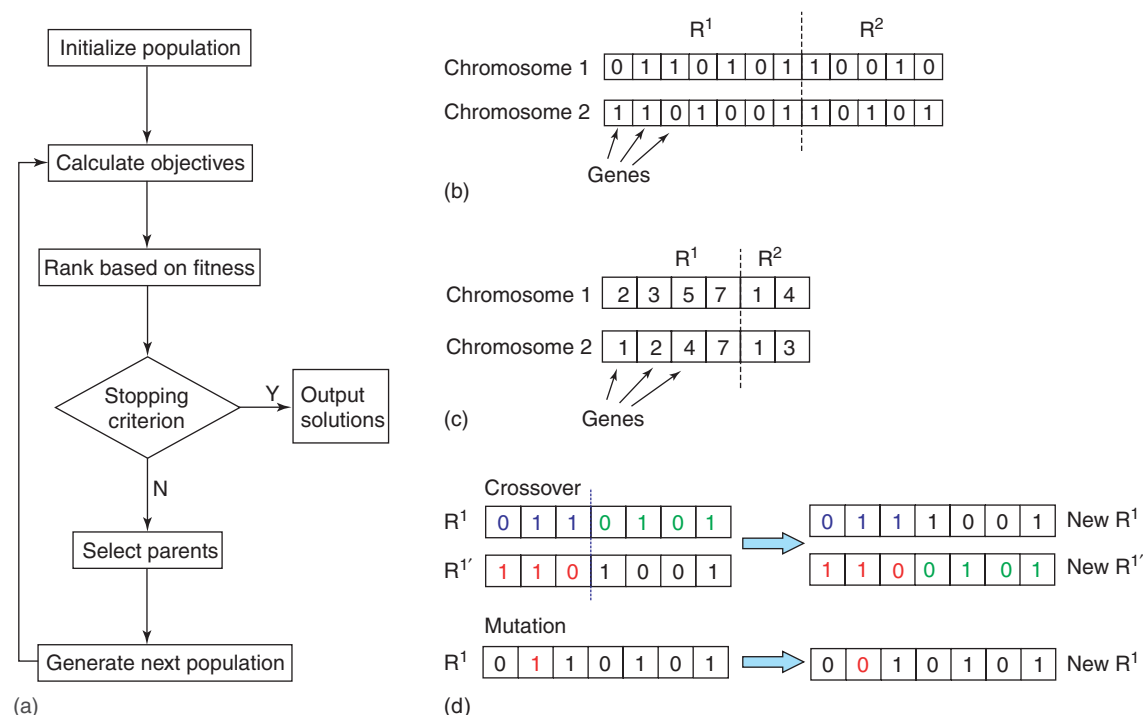 Initialize population
Calculate objectives
Rank based on fitness
Stopping
criterion
Y
Output
solutions
N
Select parents
Generate next population
(a)
R¹ R²
Chromosome 1 0 1 1 0 1 0 1 1 0 0 1 0
Chromosome 2 1 1 0 1 0 0 1 1 0 1 0 1
Genes
(b)
R¹ R²
Chromosome 1 2 3 5 7 1 4
Chromosome 2 1 2 4 7 1 3
Genes
(c)
Crossover
R¹ 0 1 1 0 1 0 1 0 1 1 1 0 0 1 New R¹
R¹′ 1 1 0 1 0 0 1 1 1 0 0 1 0 1 New R¹′
Mutation
R¹ 0 1 1 0 1 0 1 0 0 1 0 1 0 1 New R¹
(d)